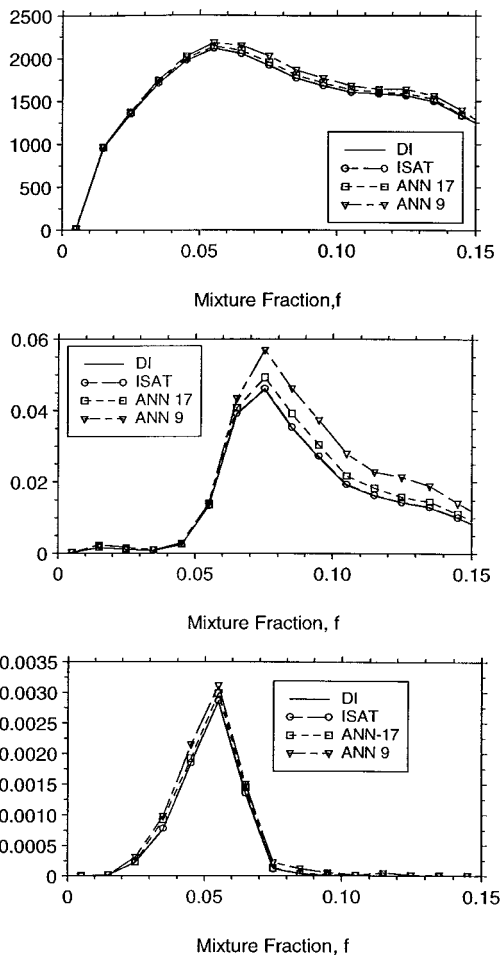 2500
2000
1500
1000
500
0
DI
ISAT
ANN 17
ANN 9
0 0.05 0.10 0.15
Mixture Fraction,f
0.06
0.04
0.02
0
DI
ISAT
ANN 17
ANN 9
0 0.05 0.10 0.15
Mixture Fraction, f
0.0035
0.0030
0.0025
0.0020
0.0015
0.0010
0.0005
0
DI
ISAT
ANN-17
ANN 9
0 0.05 0.10 0.15
Mixture Fraction, f